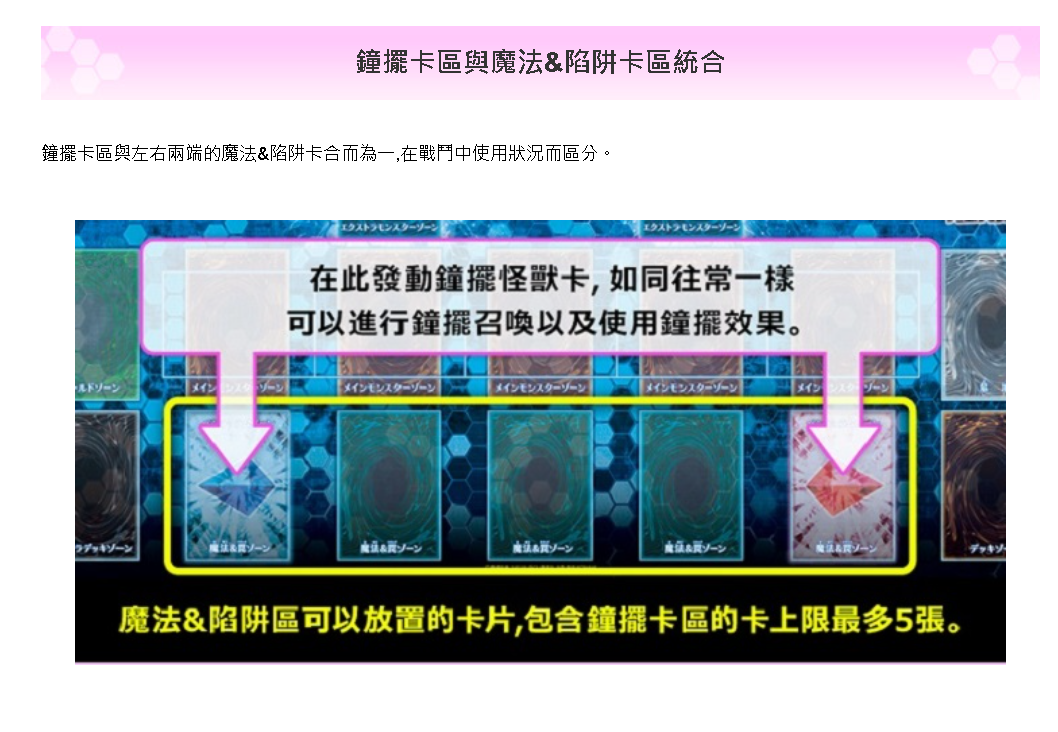 鐘擺卡區與魔法&陷阱卡區統合
鐘擺卡區與左右兩端的魔法&陷阱卡合而為一,在戰鬥中使用狀況而區分。
エクストラモンスターゾーン エクストラモンスターゾーン
在此發動鐘擺怪獸卡, 如同往常一樣
可以進行鐘擺召喚以及使用鐘擺效果。
ルドゾーン メインモンスターゾーン メインモンスターゾーン メインモンスターゾーン メインモンスターゾーン メインモンスターゾーン 墓
ラデッキゾーン 魔法&罠ゾーン 魔法&罠ゾーン 魔法&罠ゾーン 魔法&罠ゾーン 魔法&罠ゾーン デッキゾー
魔法&陷阱區可以放置的卡片,包含鐘擺卡區的卡上限最多5張。